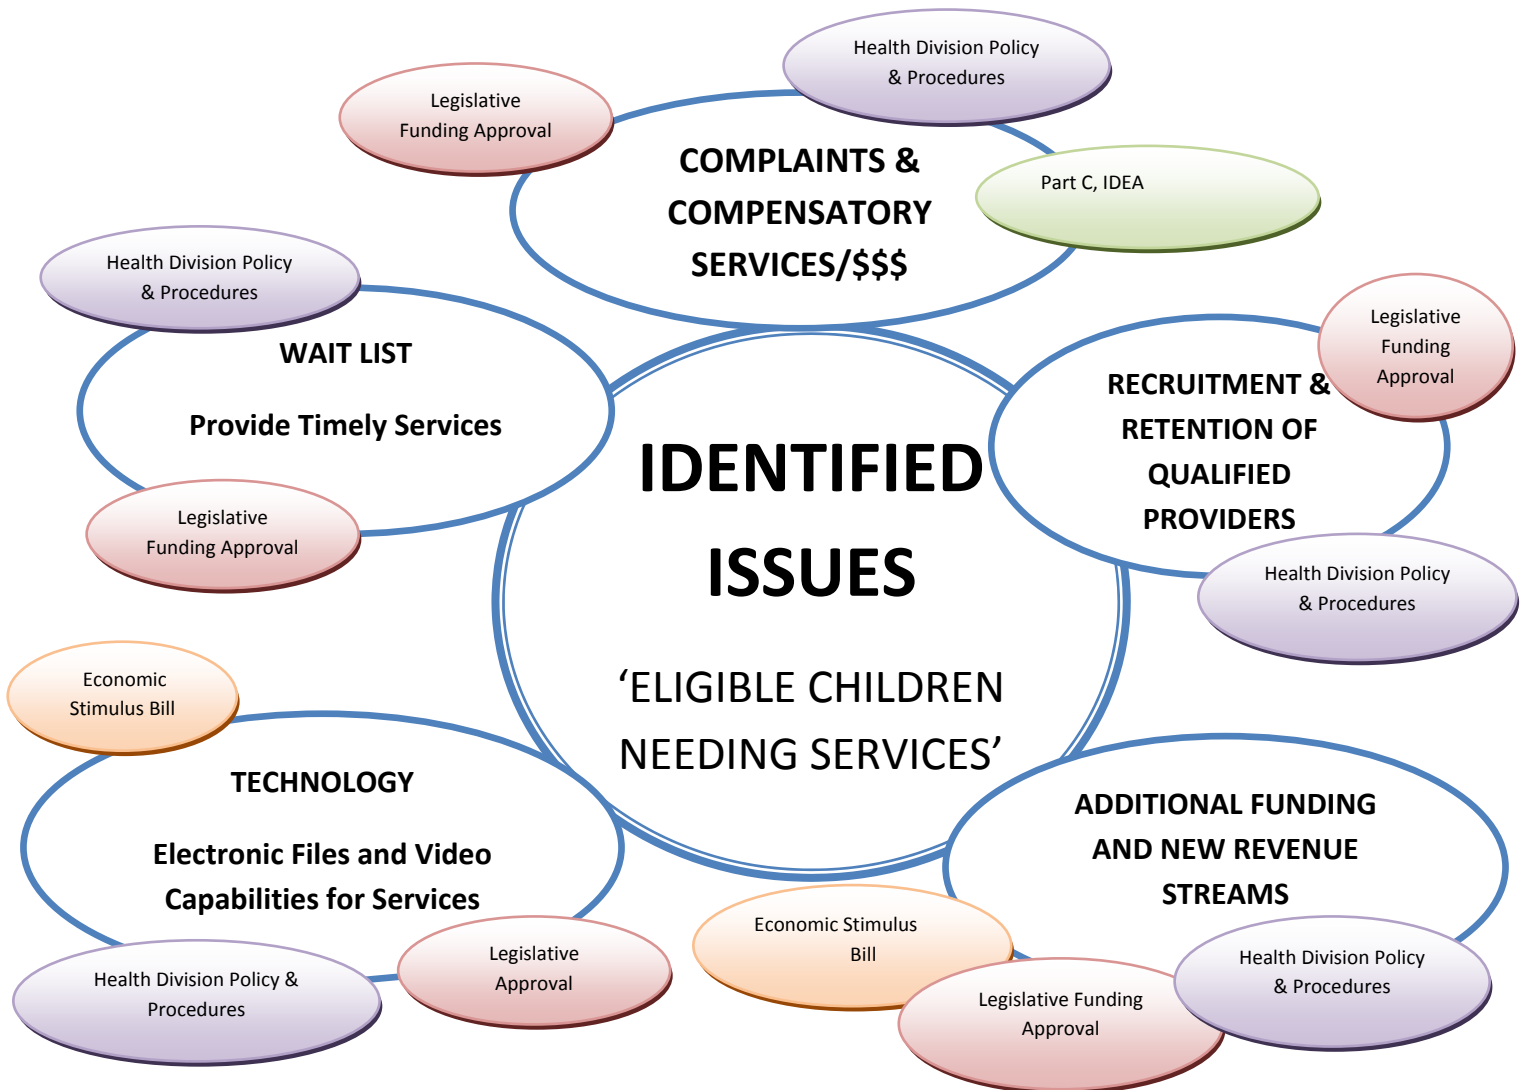 Health Division Policy
& Procedures
Legislative
Funding Approval
COMPLAINTS &
COMPENSATORY
SERVICES/$$$
Part C, IDEA
Health Division Policy
& Procedures
WAIT LIST
Provide Timely Services
Legislative
Funding Approval
Legislative
Funding
Approval
RECRUITMENT &
RETENTION OF
QUALIFIED
PROVIDERS
Health Division Policy
& Procedures
IDENTIFIED
ISSUES
‘ELIGIBLE CHILDREN
NEEDING SERVICES’
Economic
Stimulus Bill
TECHNOLOGY
Electronic Files and Video
Capabilities for Services
Health Division Policy &
Procedures
Legislative
Approval
ADDITIONAL FUNDING
AND NEW REVENUE
STREAMS
Economic Stimulus
Bill
Legislative Funding
Approval
Health Division Policy
& Procedures